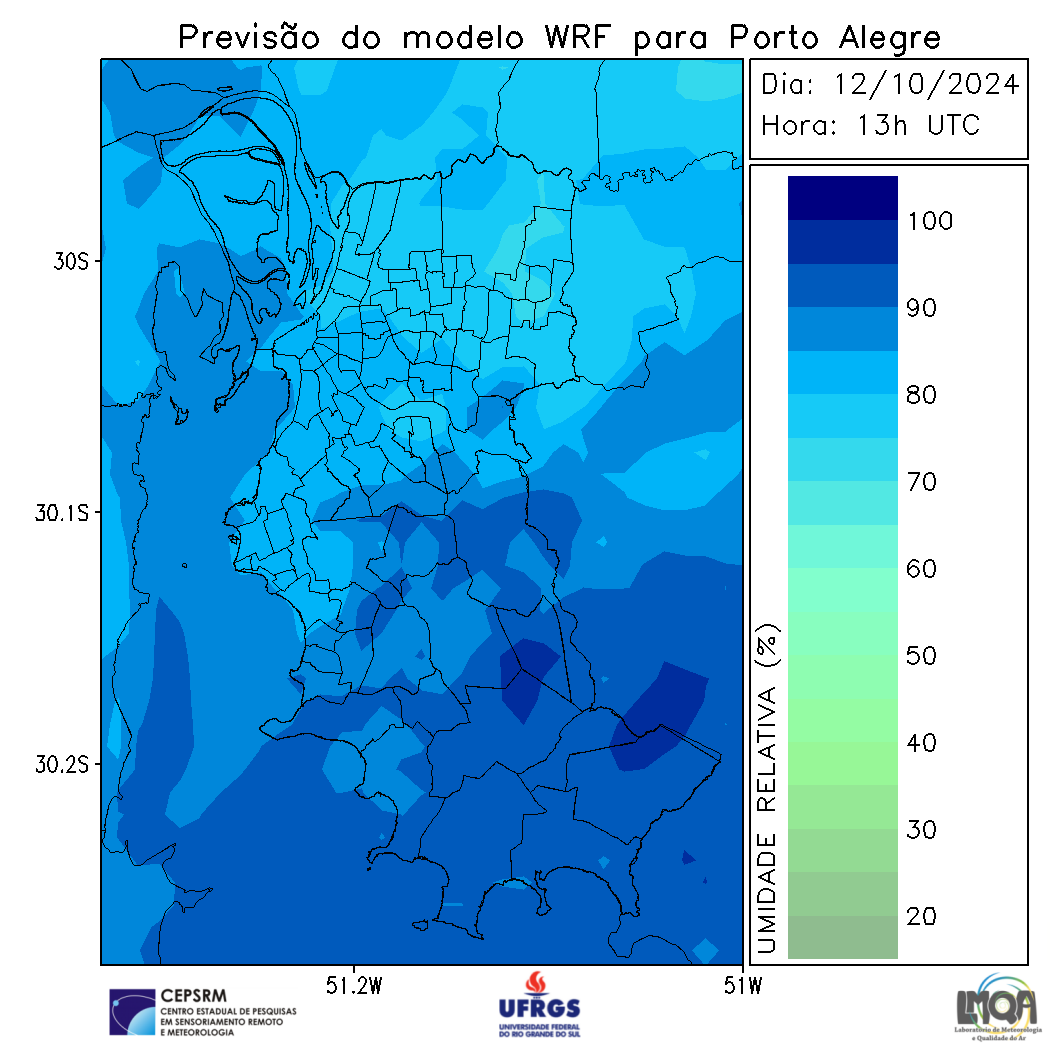 Previsão do modelo WRF para Porto Alegre
Dia: 12/10/2024
Hora: 13h UTC
30S
30.1S
30.2S
51.2W
51W
UMIDADE RELATIVA (%)
100
90
80
70
60
50
40
30
20
CEPSRM
CENTRO ESTADUAL DE PESQUISAS
EM SENSORIAMENTO REMOTO
E METEOROLOGIA
UFRGS
UNIVERSIDADE FEDERAL
DO RIO GRANDE DO SUL
LMQA
Laboratório de Meteorologia
e Qualidade do Ar